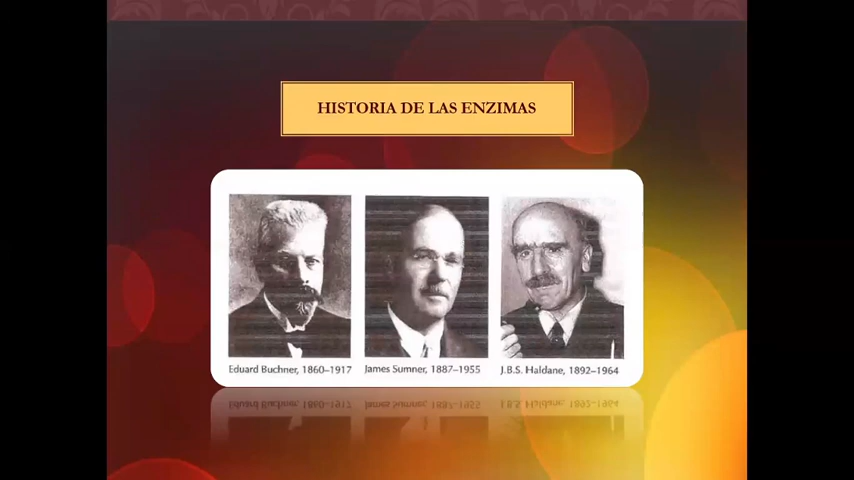 HISTORIA DE LAS ENZIMAS
Eduard Buchner, 1860–1917
James Sumner, 1887–1955
J.B.S. Haldane, 1892–1964